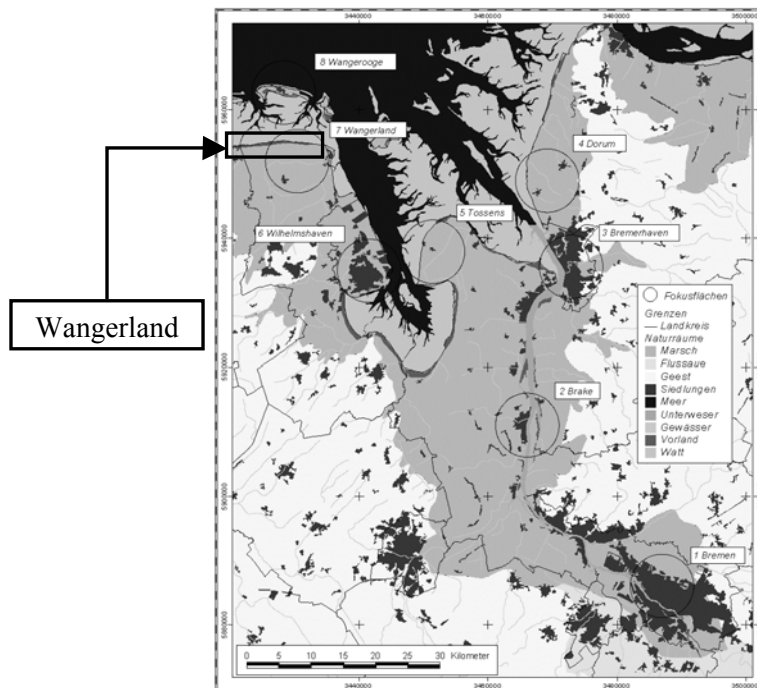 3440000 3460000 3480000 3500000
8 Wangerooge
5960000
7 Wangerland
4 Dorum
5 Tossens
5940000
6 Wilhelmshaven
3 Bremerhaven
Wangerland
Fokusflächen
Grenzen
Landkreis
Naturräume
Marsch
Flussaue
Geest
Siedlungen
Meer
Unterweser
Gewässer
Vorland
Watt
5920000
2 Brake
5900000
1 Bremen
5880000
0 5 10 15 20 25 30 Kilometer
3440000 3460000 3480000 3500000